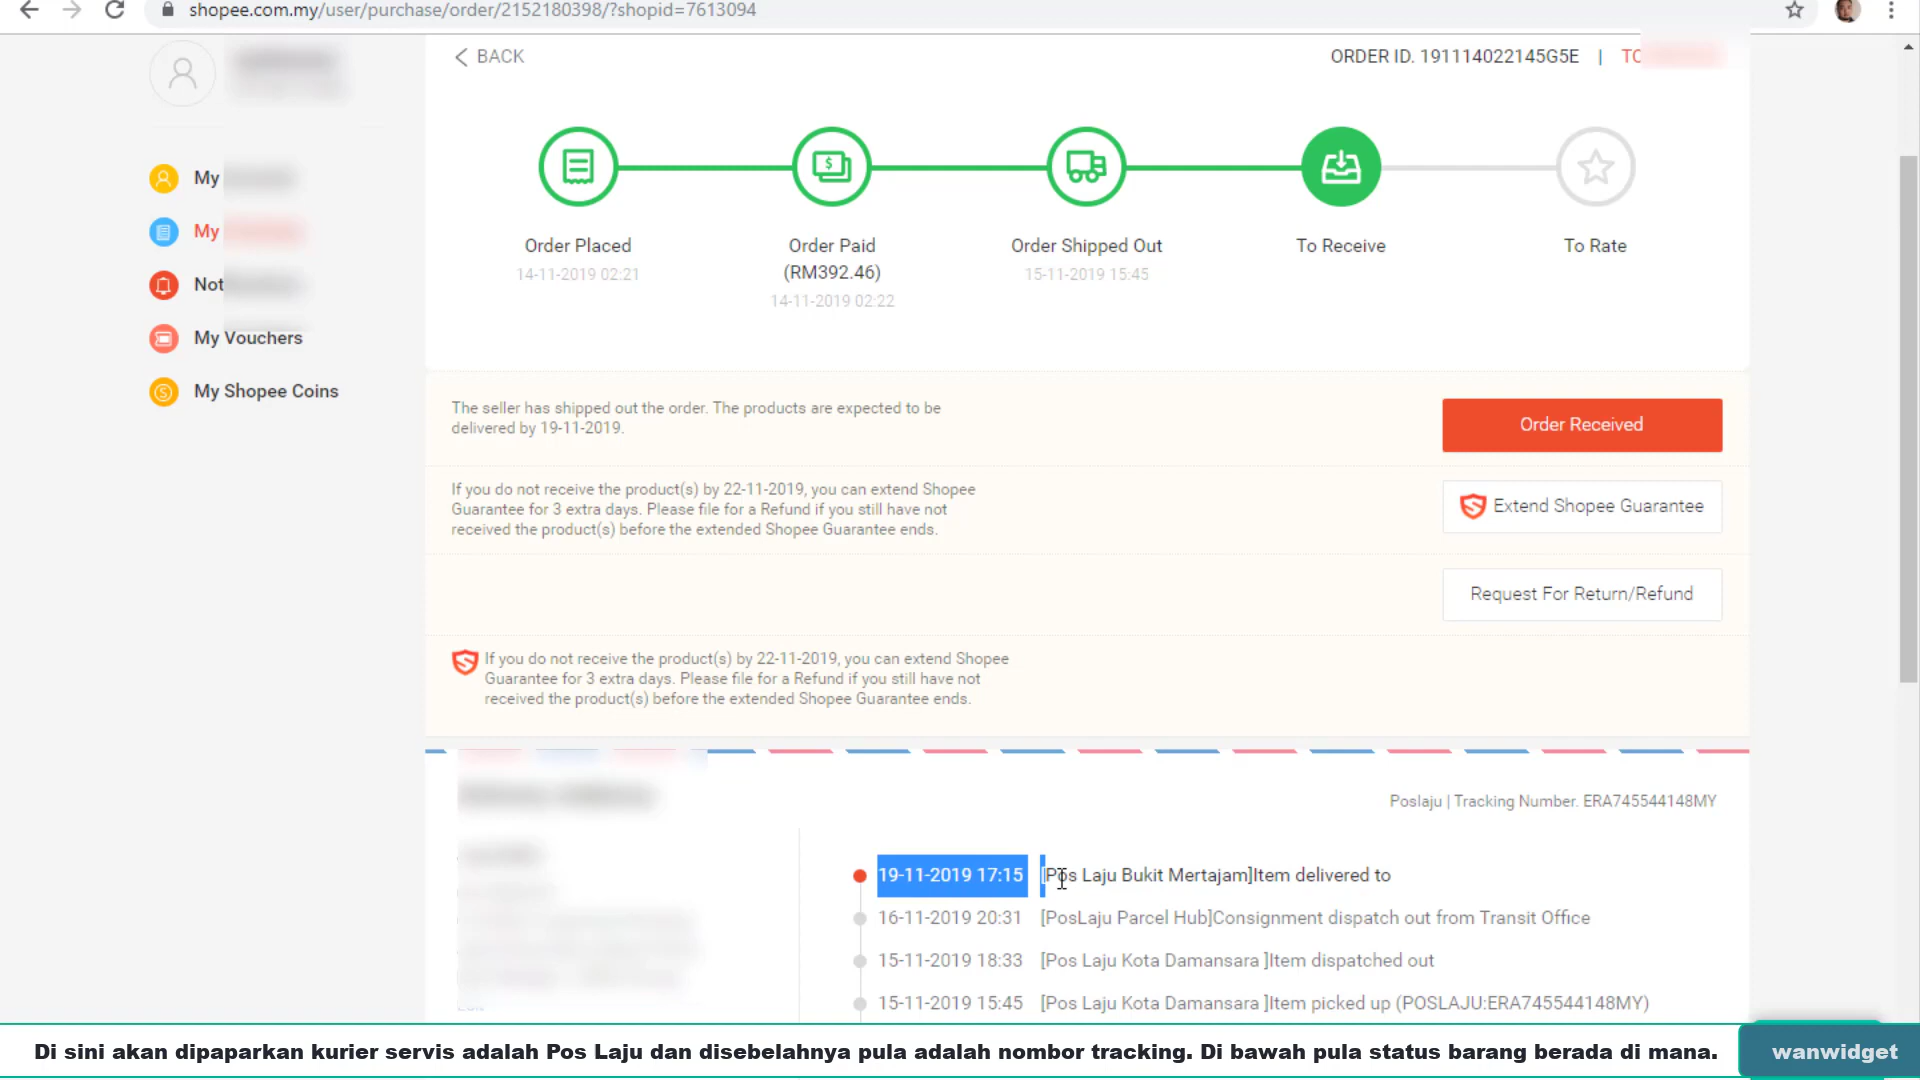 shopee.com.my/user/purchase/order/2152180398/?shopid=7613094
BACK
ORDER ID. 191114022145G5E |
My
My
My Vouchers
My Shopee Coins
Order Placed
14-11-2019 02:21
Order Paid
(RM392.46)
14-11-2019 02:22
Order Shipped Out
15-11-2019 15:45
To Receive
To Rate
The seller has shipped out the order. The products are expected to be
delivered by 19-11-2019.
Order Received
If you do not receive the product(s) by 22-11-2019, you can extend Shopee
Guarantee for 3 extra days. Please file for a Refund if you still have not
received the product(s) before the extended Shopee Guarantee ends.
Extend Shopee Guarantee
Request For Return/Refund
If you do not receive the product(s) by 22-11-2019, you can extend Shopee
Guarantee for 3 extra days. Please file for a Refund if you still have not
received the product(s) before the extended Shopee Guarantee ends.
Poslaju | Tracking Number. ERA745544148MY
19-11-2019 17:15 [Pos Laju Bukit Mertajam]Item delivered to
16-11-2019 20:31 [PosLaju Parcel Hub]Consignment dispatch out from Transit Office
15-11-2019 18:33 [Pos Laju Kota Damansara ]Item dispatched out
15-11-2019 15:45 [Pos Laju Kota Damansara ]Item picked up (POSLAJU:ERA745544148MY)
Di sini akan dipaparkan kurier servis adalah Pos Laju dan disebelahnya pula adalah nombor tracking. Di bawah pula status barang berada di mana.
wanwidget